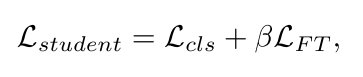 ℒ_{student} = ℒ_{cls} + βℒ_{FT},